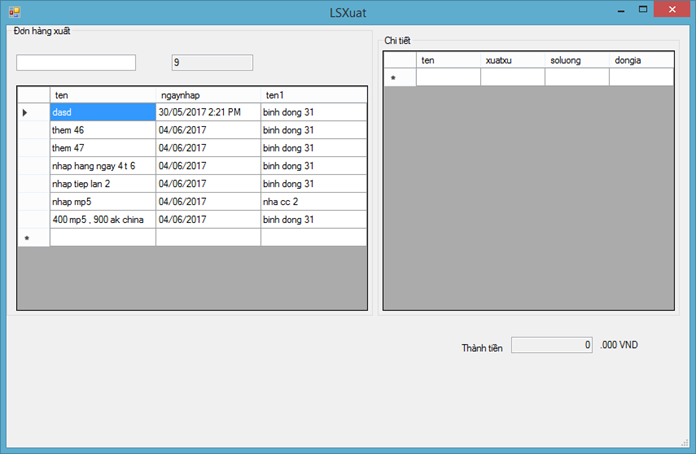 LSXuat
Đơn hàng xuất
9
ten ngaynhap ten1
dasd 30/05/2017 2:21 PM binh dong 31
them 46 04/06/2017 binh dong 31
them 47 04/06/2017 binh dong 31
nhap hang ngay 4 t 6 04/06/2017 binh dong 31
nhap tiep lan 2 04/06/2017 binh dong 31
nhap mp5 04/06/2017 nha cc 2
400 mp5 , 900 ak china 04/06/2017 binh dong 31
Chi tiết
ten xuatxu soluong dongia
Thành tiền 0 .000 VND